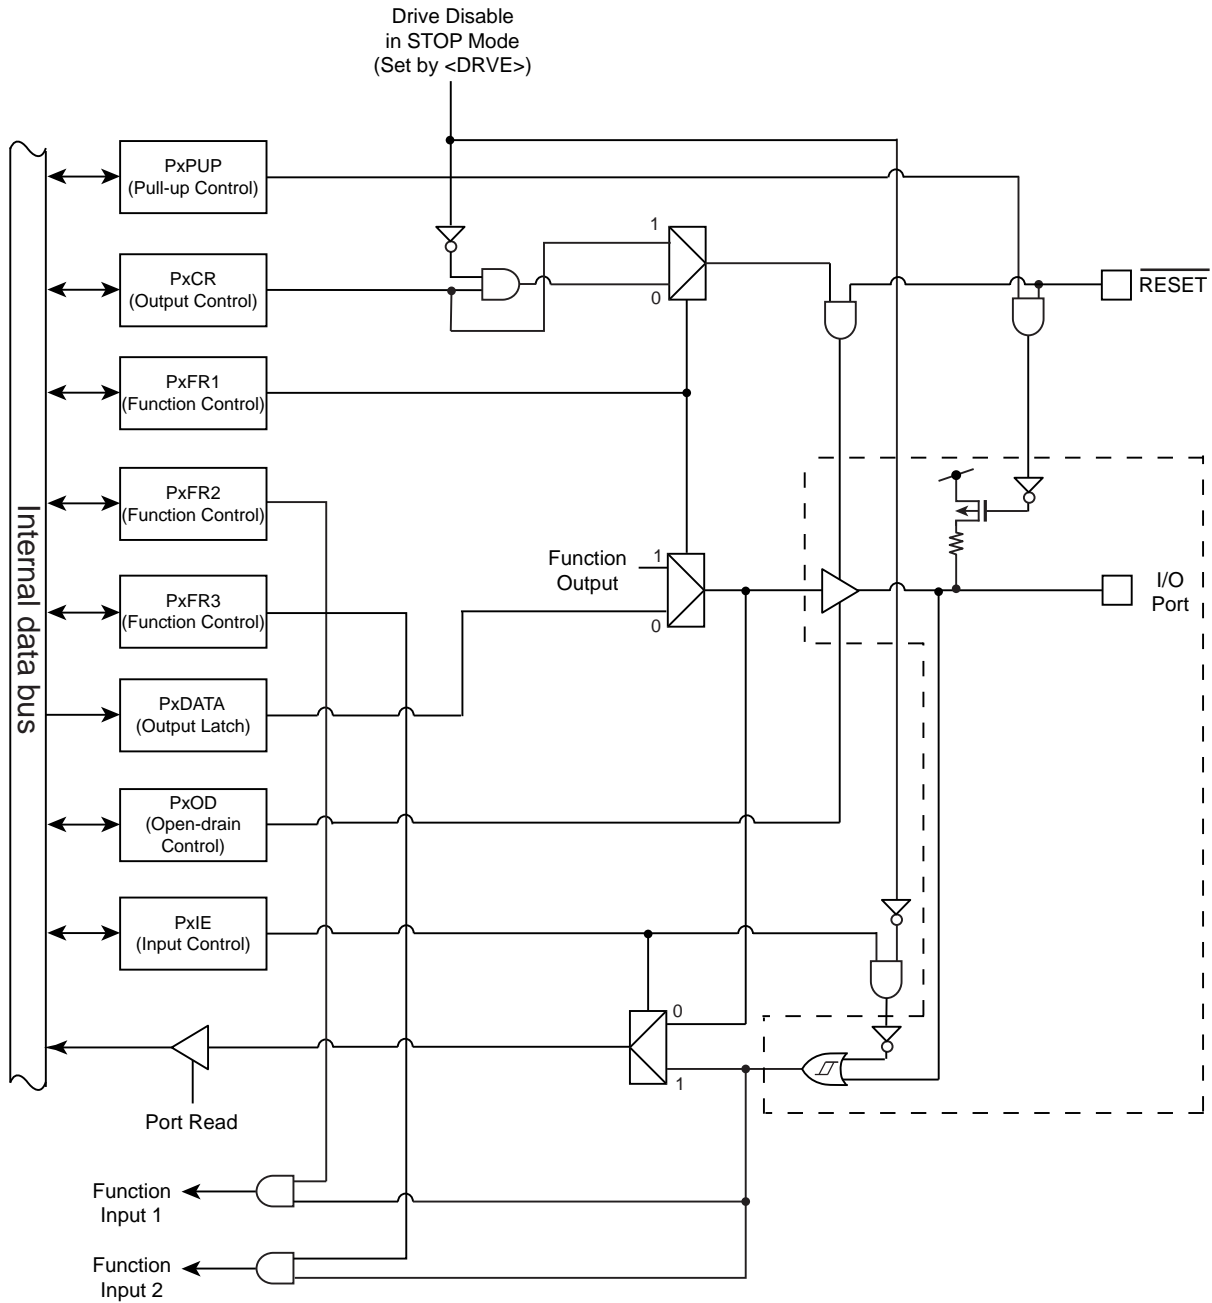 Drive Disable
in STOP Mode
(Set by <DRVE>)
PxPUP
(Pull-up Control)
1
PxCR
(Output Control)
0
RESET
PxFR1
(Function Control)
PxFR2
(Function Control)
Internal data bus
Function
Output
1
0
I/O
Port
PxFR3
(Function Control)
PxDATA
(Output Latch)
PxOD
(Open-drain
Control)
PxIE
(Input Control)
0
1
Port Read
Function
Input 1
Function
Input 2